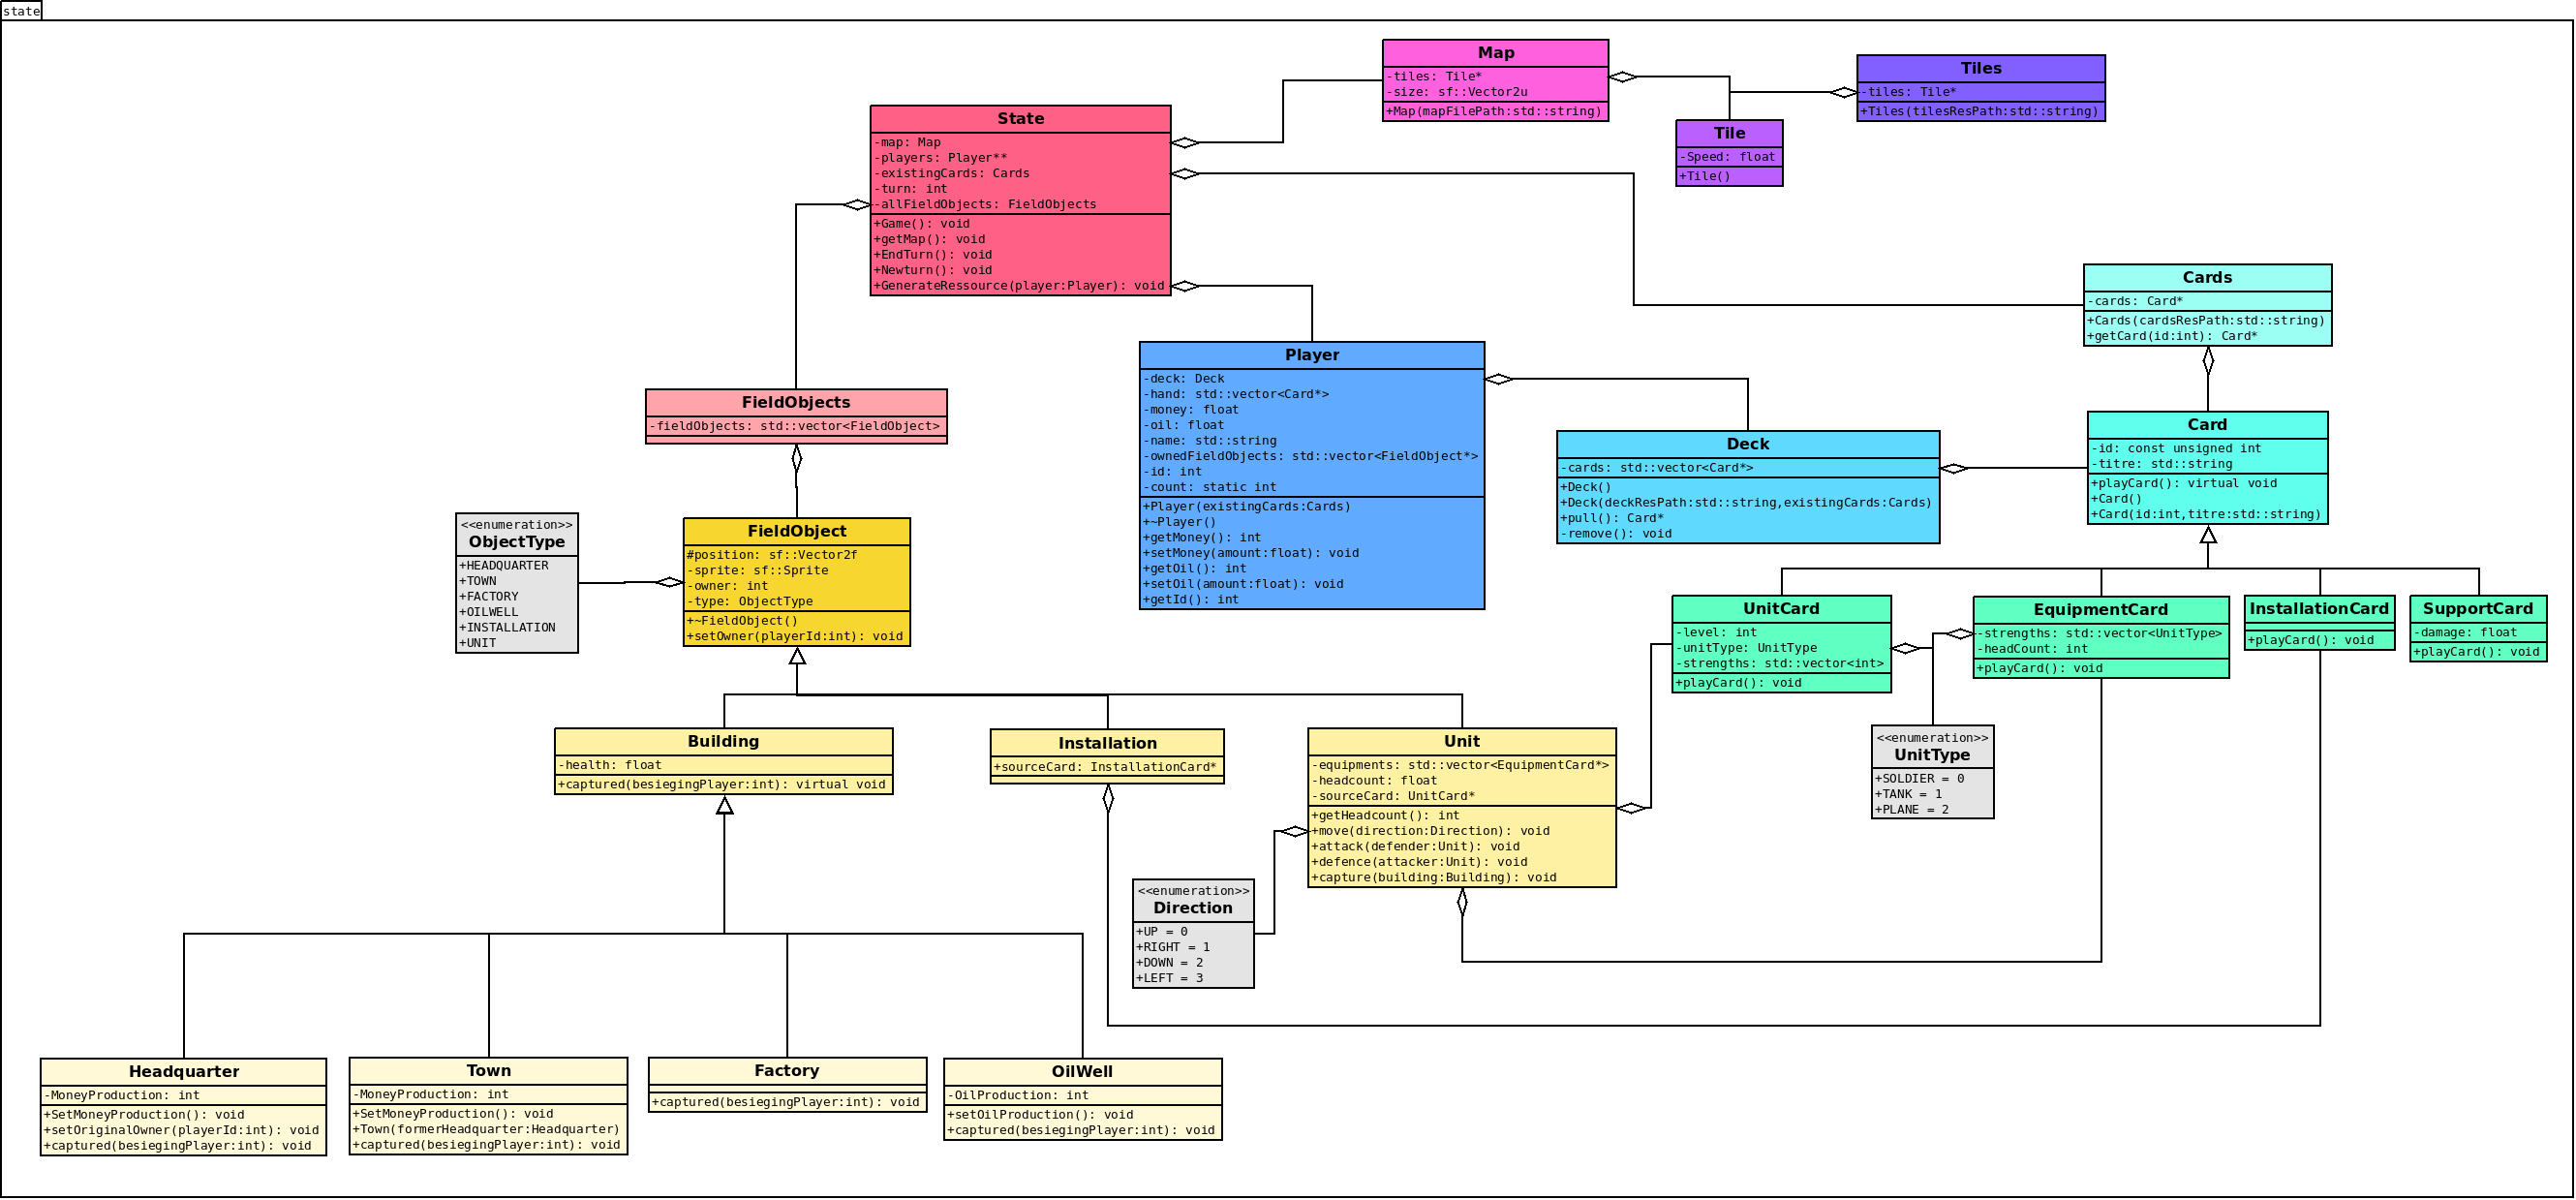 state
Map
-tiles: Tile*
-size: sf::Vector2u
+Map(mapFilePath:std::string)
Tiles
-tiles: Tile*
+Tiles(tilesResPath:std::string)
Tile
-Speed: float
+Tile()
State
-map: Map
-players: Player**
-existingCards: Cards
-turn: int
-allFieldObjects: FieldObjects
+Game(): void
+getMap(): void
+EndTurn(): void
+Newturn(): void
+GenerateRessource(player:Player): void
Cards
-cards: Card*
+Cards(cardsResPath:std::string)
+getCard(id:int): Card*
Player
-deck: Deck
-hand: std::vector<Card*>
-money: float
-oil: float
-name: std::string
-ownedFieldObjects: std::vector<FieldObject*>
-id: int
-count: static int
+Player(existingCards:Cards)
+~Player()
+getMoney(): int
+setMoney(amount:float): void
+getOil(): int
+setOil(amount:float): void
+getId(): int
FieldObjects
-fieldObjects: std::vector<FieldObject>
Deck
-cards: std::vector<Card*>
+Deck()
+Deck(deckResPath:std::string,existingCards:Cards)
+pull(): Card*
-remove(): void
Card
-id: const unsigned int
-titre: std::string
+playCard(): virtual void
+Card()
+Card(id:int,titre:std::string)
<<enumeration>>
ObjectType
+HEADQUARTER
+TOWN
+FACTORY
+OILWELL
+INSTALLATION
+UNIT
FieldObject
#position: sf::Vector2f
-sprite: sf::Sprite
-owner: int
-type: ObjectType
+~FieldObject()
+setOwner(playerId:int): void
UnitCard
-level: int
-unitType: UnitType
-strengths: std::vector<int>
+playCard(): void
EquipmentCard
-strengths: std::vector<UnitType>
-headCount: int
+playCard(): void
InstallationCard
+playCard(): void
SupportCard
-damage: float
+playCard(): void
Building
-health: float
+captured(besiegingPlayer:int): virtual void
Installation
+sourceCard: InstallationCard*
Unit
-equipments: std::vector<EquipmentCard*>
-headcount: float
-sourceCard: UnitCard*
+getHeadcount(): int
+move(direction:Direction): void
+attack(defender:Unit): void
+defence(attacker:Unit): void
+capture(building:Building): void
<<enumeration>>
UnitType
+SOLDIER = 0
+TANK = 1
+PLANE = 2
<<enumeration>>
Direction
+UP = 0
+RIGHT = 1
+DOWN = 2
+LEFT = 3
Headquarter
-MoneyProduction: int
+SetMoneyProduction(): void
+setOriginalOwner(playerId:int): void
+captured(besiegingPlayer:int): void
Town
-MoneyProduction: int
+SetMoneyProduction(): void
+Town(formerHeadquarter:Headquarter)
+captured(besiegingPlayer:int): void
Factory
+captured(besiegingPlayer:int): void
OilWell
-OilProduction: int
+setOilProduction(): void
+captured(besiegingPlayer:int): void